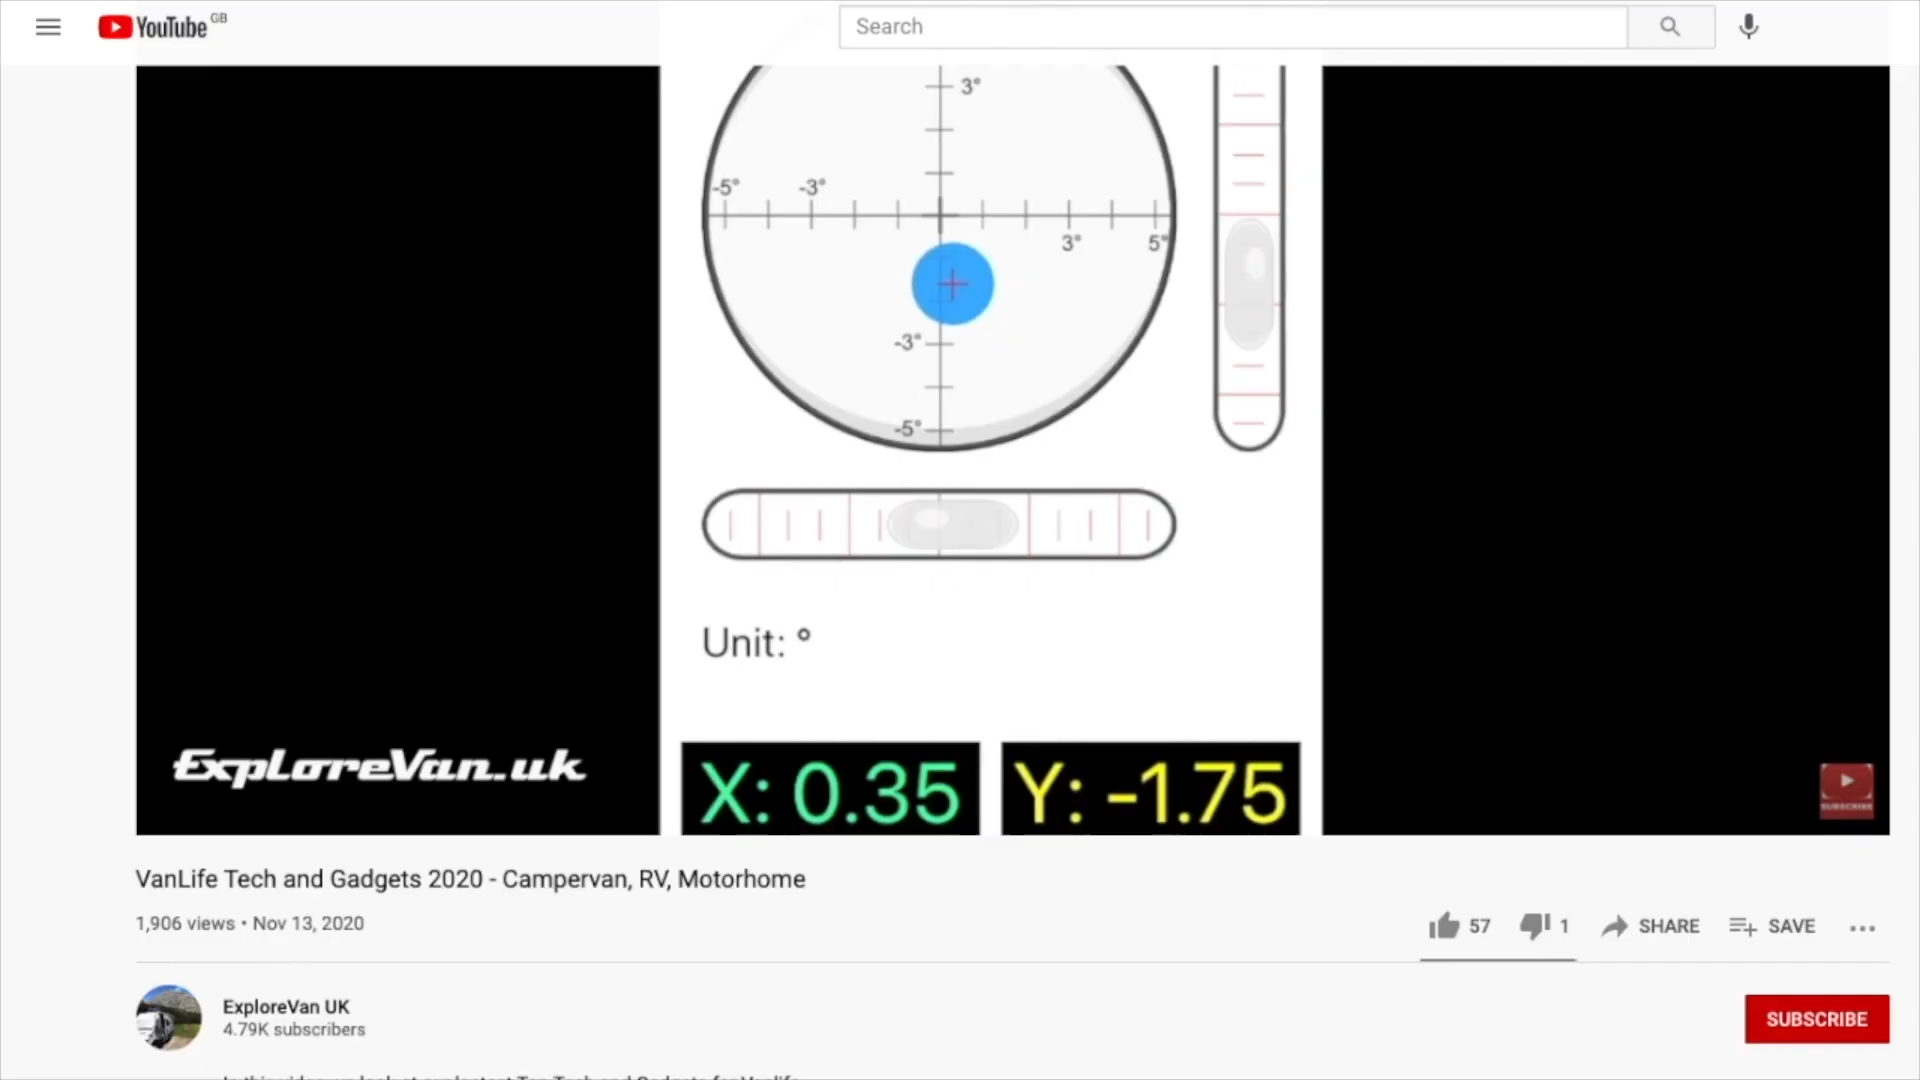 YouTube GB
Search
3°
-5° -3°
3° 5°
-3°
-5°
Unit: °
ExploreVan.uk
X: 0.35 Y: -1.75
SUBSCRIBE
VanLife Tech and Gadgets 2020 - Campervan, RV, Motorhome
1,906 views • Nov 13, 2020
57 1 SHARE SAVE
ExploreVan UK
4.79K subscribers
SUBSCRIBE